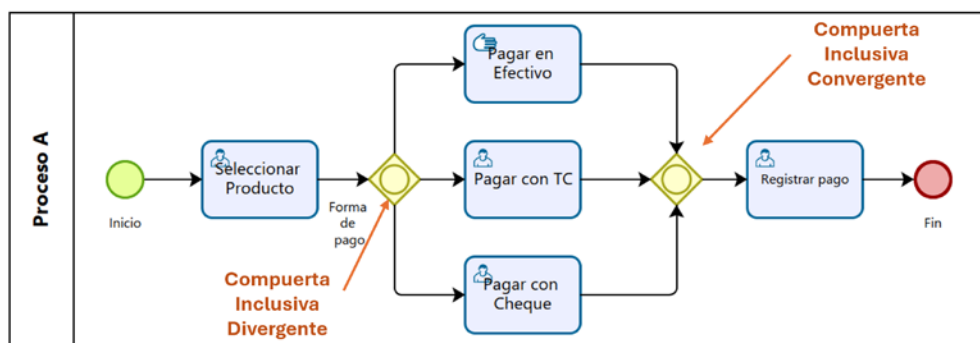 Proceso A
Inicio
Seleccionar
Producto
Forma
de
pago
Compuerta
Inclusiva
Divergente
Pagar en
Efectivo
Pagar con TC
Pagar con
Cheque
Compuerta
Inclusiva
Convergente
Registrar pago
Fin